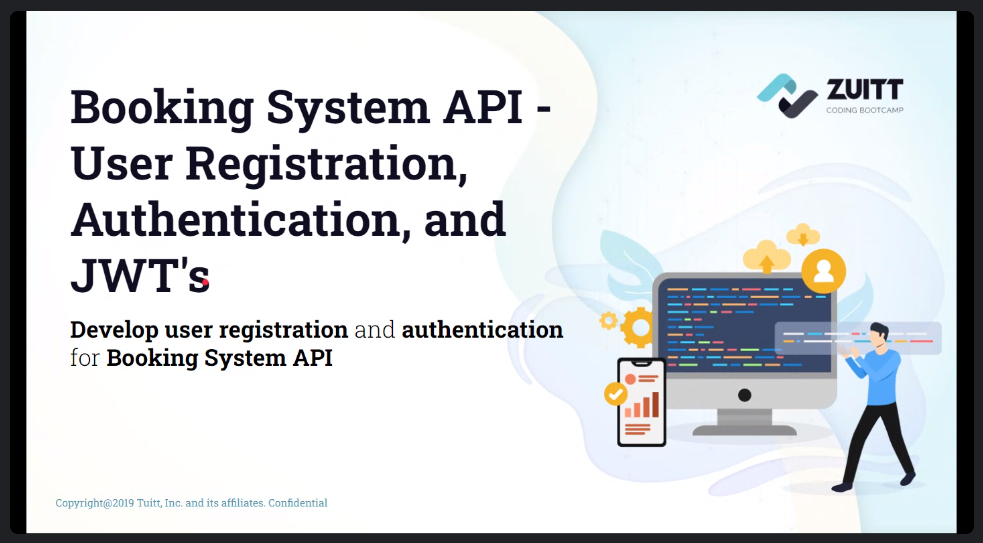 Booking System API -
User Registration,
Authentication, and
JWT's
Develop user registration and authentication
for Booking System API
ZUITT
CODING BOOTCAMP
Copyright@2019 Tuitt, Inc. and its affiliates. Confidential